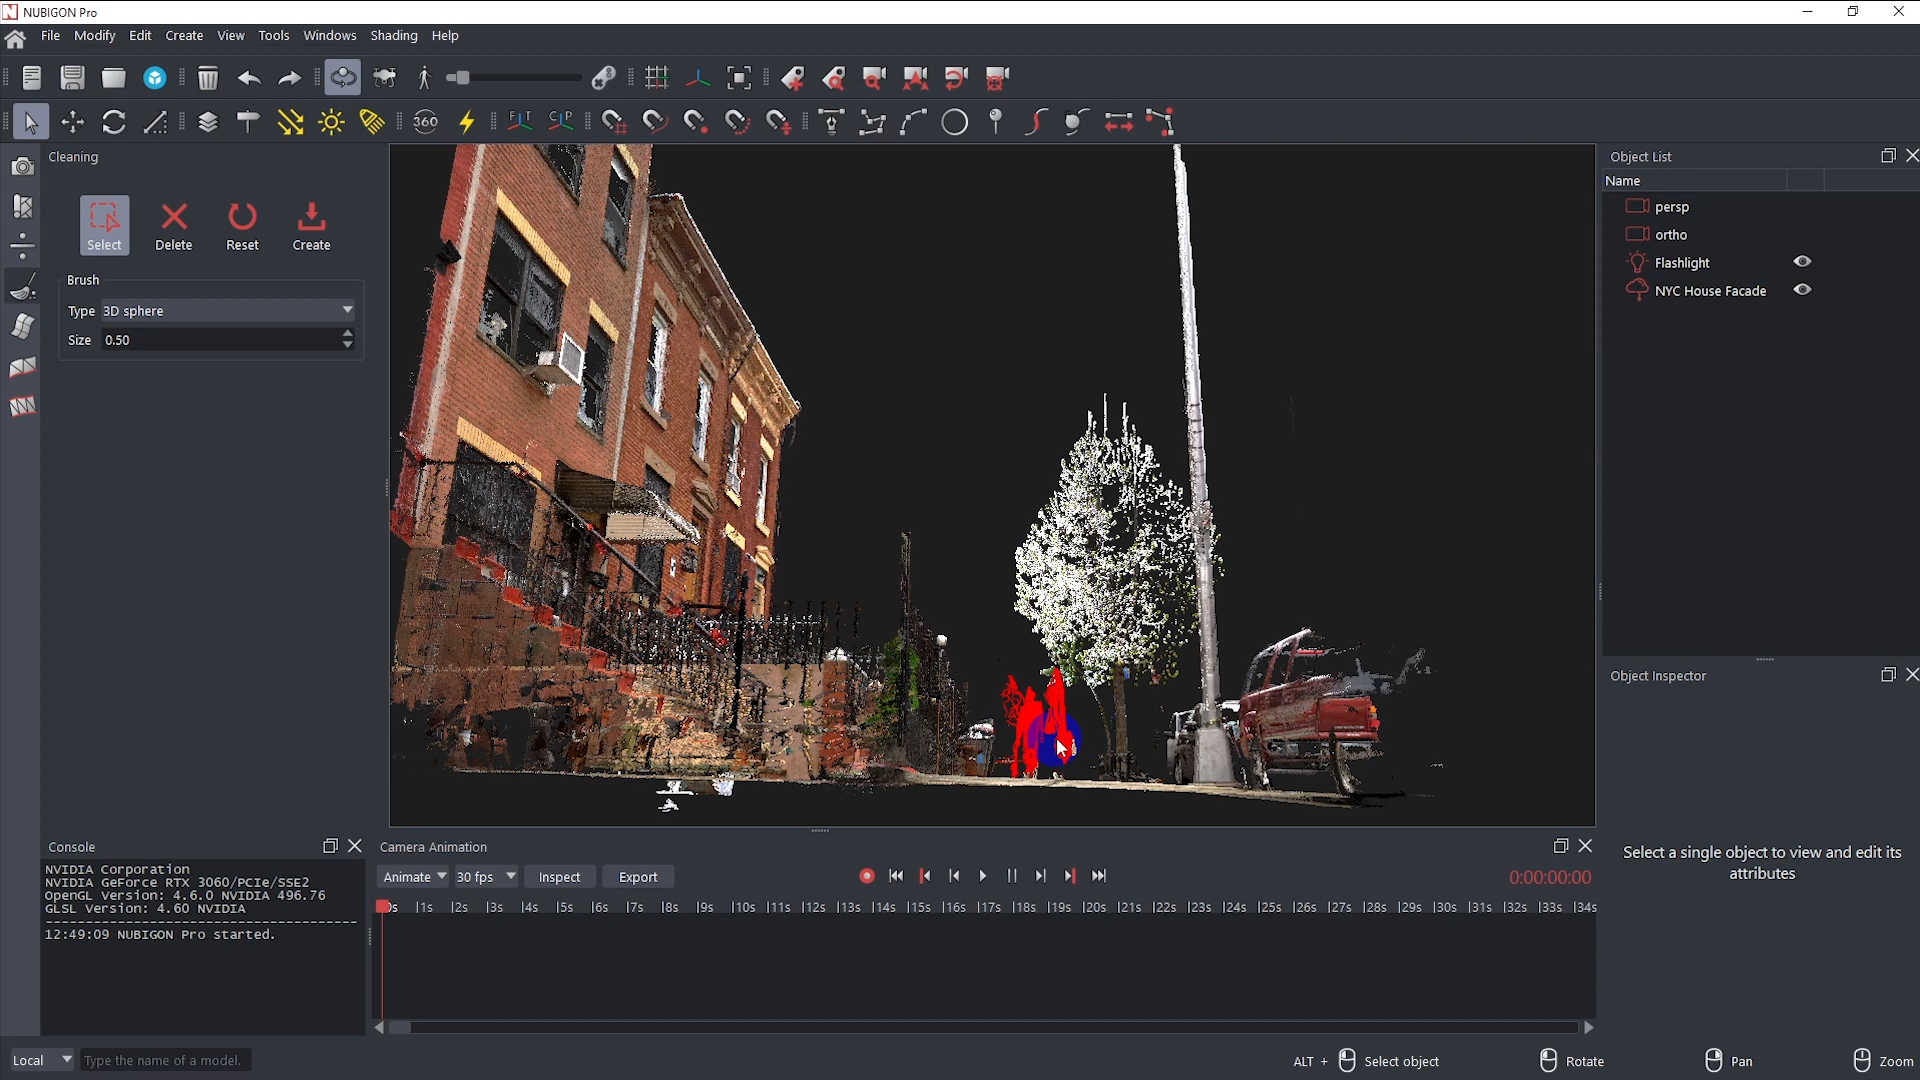 NUBIGON Pro
File Modify Edit Create View Tools Windows Shading Help
360 F T C P
Cleaning
Select Delete Reset Create
Brush
Type 3D sphere
Size 0.50
Object List
Name
persp
ortho
Flashlight
NYC House Facade
Object Inspector
Select a single object to view and edit its
attributes
Console
NVIDIA Corporation
NVIDIA GeForce RTX 3060/PCIe/SSE2
OpenGL Version: 4.6.0 NVIDIA 496.76
GLSL Version: 4.60 NVIDIA
------------------------------------
12:49:09 NUBIGON Pro started.
Camera Animation
Animate 30 fps Inspect Export 0:00:00:00
0s 1s 2s 3s 4s 5s 6s 7s 8s 9s 10s 11s 12s 13s 14s 15s 16s 17s 18s 19s 20s 21s 22s 23s 24s 25s 26s 27s 28s 29s 30s 31s 32s 33s 34s
Local Type the name of a model. ALT + Select object Rotate Pan Zoom